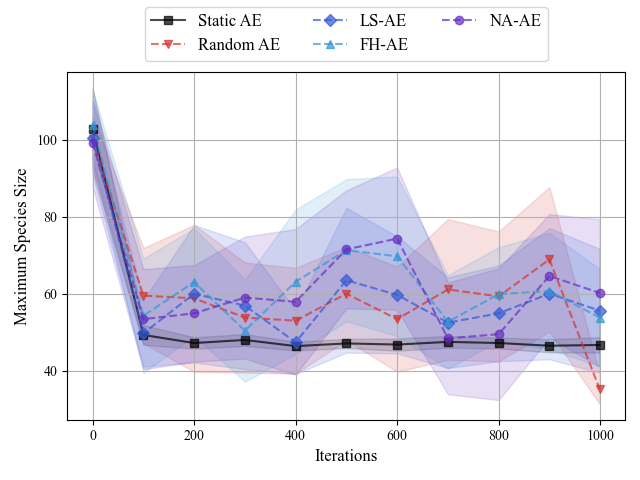 Static AE
Random AE
LS-AE
FH-AE
NA-AE
Maximum Species Size
100
80
60
40
0
200
400
600
800
1000
Iterations